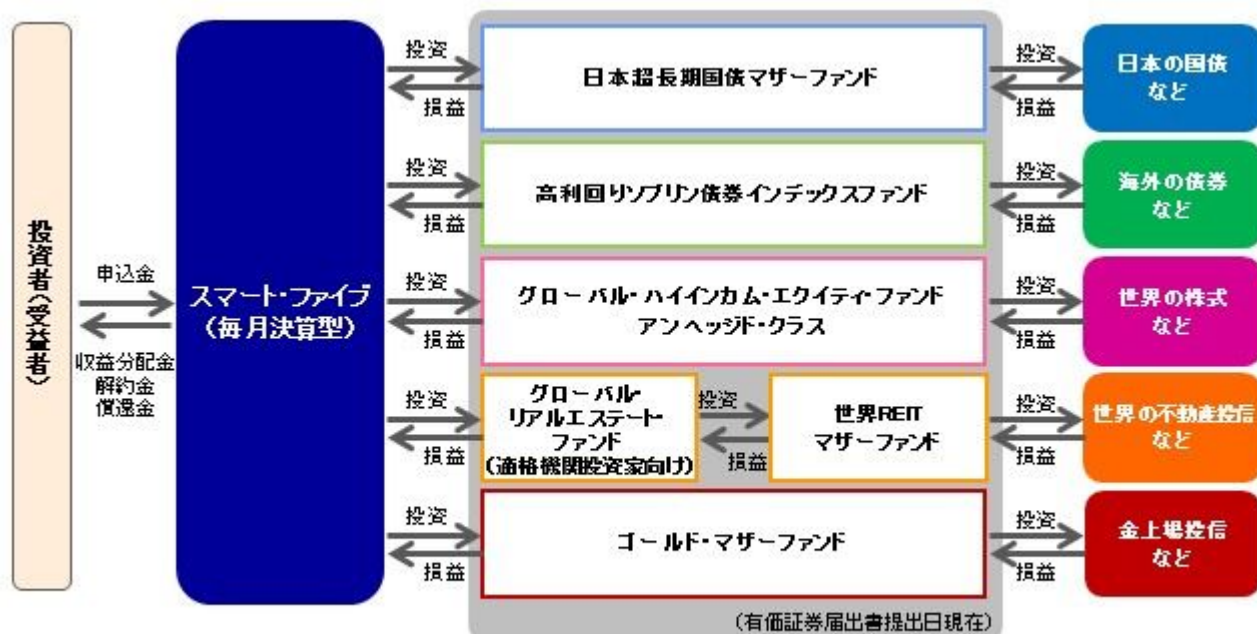 投資者(受益者)
申込金
収益分配金
解約金
償還金
スマート・ファイブ
(毎月決算型)
投資
損益
日本超長期国債マザーファンド
投資
損益
日本の国債
など
投資
損益
高利回りソブリン債券インデックスファンド
投資
損益
海外の債券
など
投資
損益
グローバル・ハイインカム・エクイティ・ファンド
アンヘッジド・クラス
投資
損益
世界の株式
など
投資
損益
グローバル・
リアルエステート・
ファンド
(適格機関投資家向け)
投資
損益
世界REIT
マザーファンド
投資
損益
世界の不動産投信
など
投資
損益
ゴールド・マザーファンド
投資
損益
金上場投信
など
(有価証券届出書提出日現在)